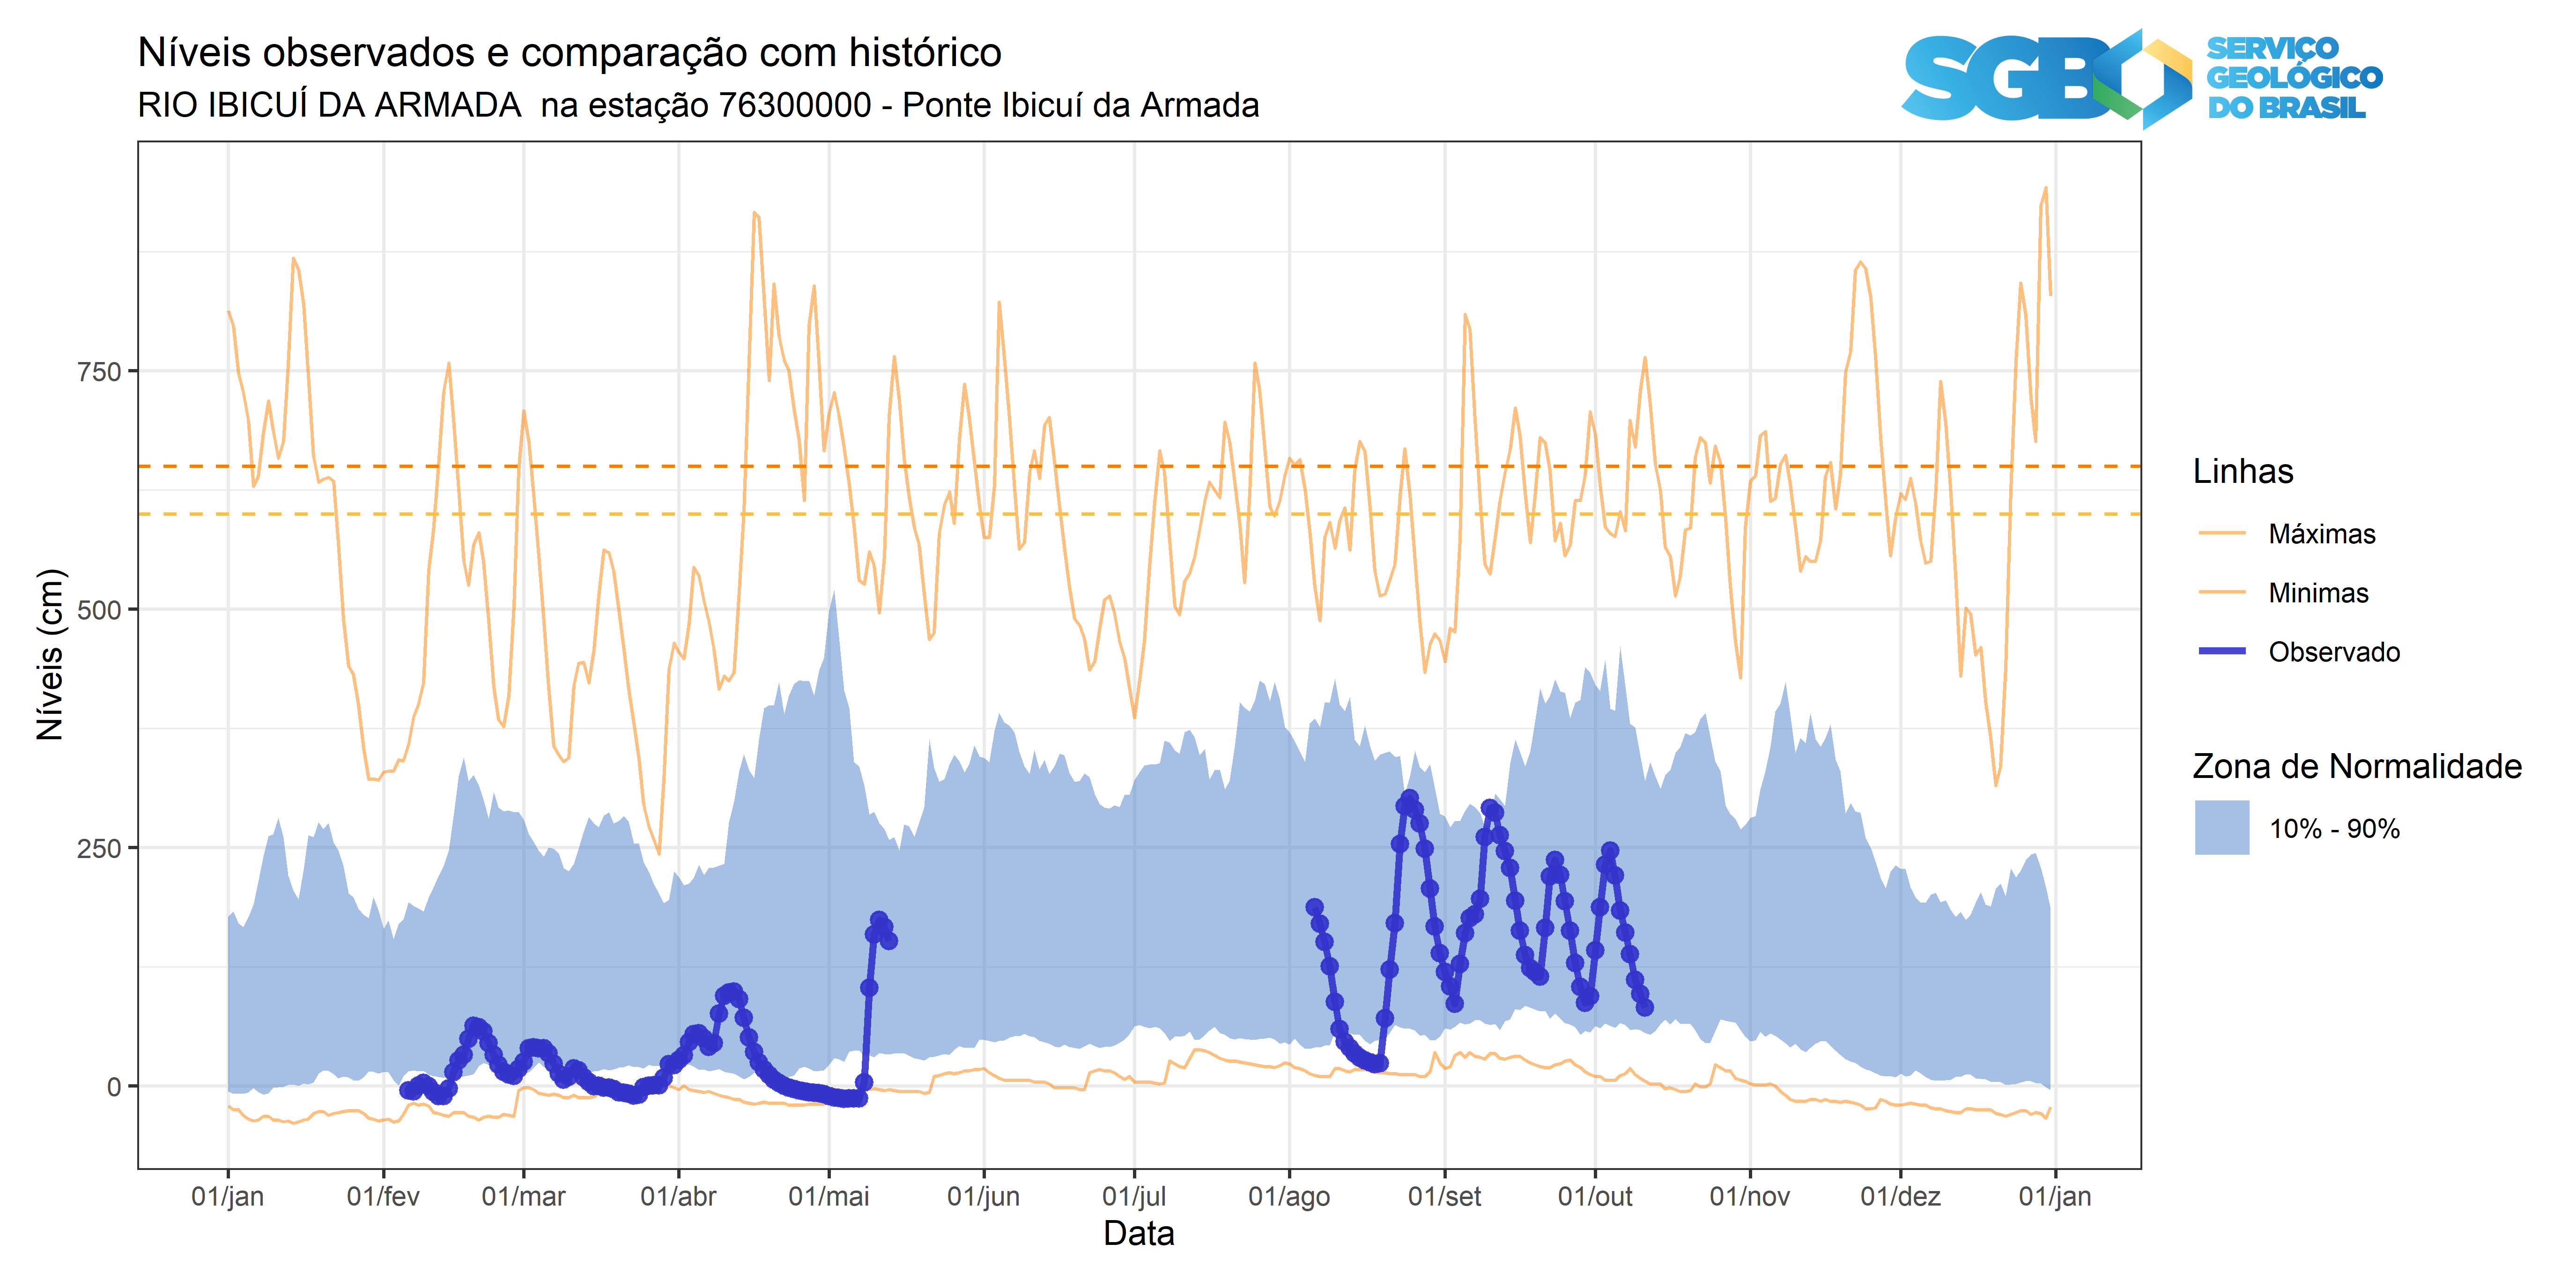 Níveis observados e comparação com histórico
RIO IBICUÍ DA ARMADA  na estação 76300000 - Ponte Ibicuí da Armada
SGB
SERVIÇO
GEOLÓGICO
DO BRASIL
Níveis (cm)
750
500
250
0
01/jan
01/fev
01/mar
01/abr
01/mai
01/jun
01/jul
01/ago
01/set
01/out
01/nov
01/dez
01/jan
Data
Linhas
Máximas
Minimas
Observado
Zona de Normalidade
10% - 90%